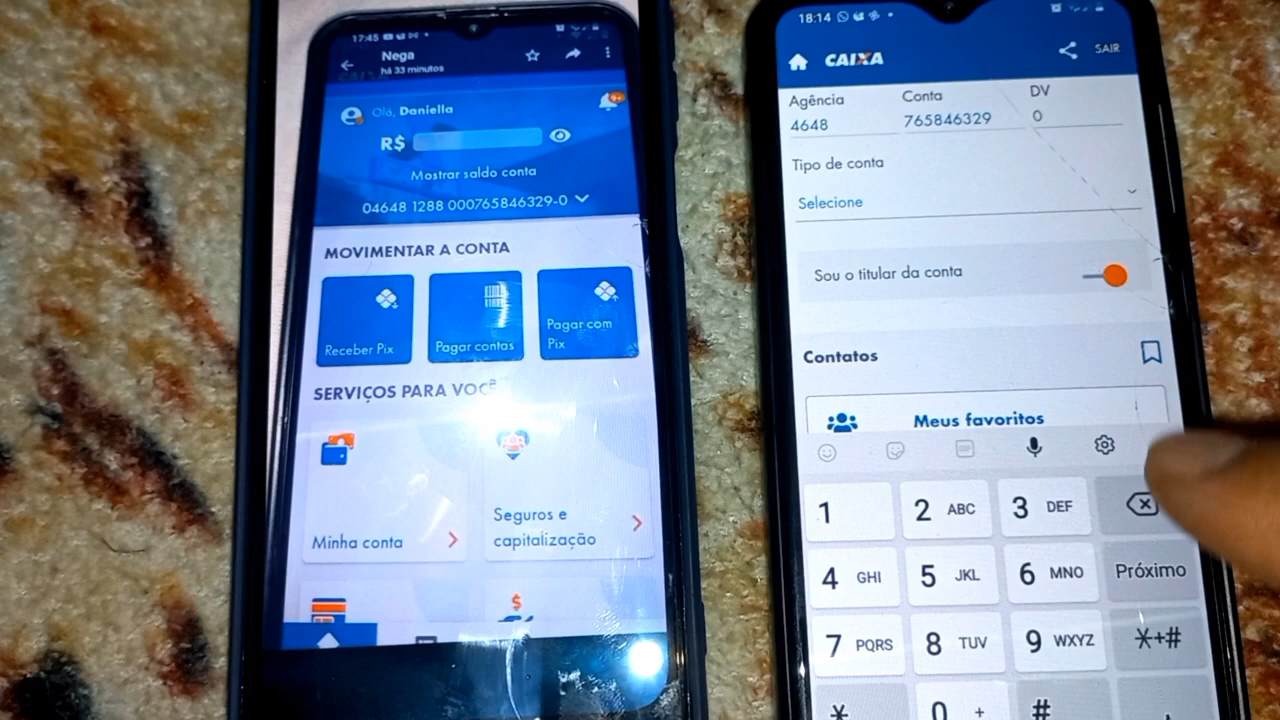 17:45
Nega
há 33 minutos
Olá, Daniella
9+
R$
Mostrar saldo conta
04648 1288 000765846329-0
MOVIMENTAR A CONTA
Receber Pix
Pagar contas
Pagar com
Pix
SERVIÇOS PARA VOCÊ
Minha conta
Seguros e
capitalização
18:14
CAIXA
SAIR
Agência
Conta
DV
4648
765846329
0
Tipo de conta
Selecione
Sou o titular da conta
Contatos
Meus favoritos
1
2 ABC
3 DEF
4 GHI
5 JKL
6 MNO
Próximo
7 PQRS
8 TUV
9 WXYZ
*+#
*
0 +
#